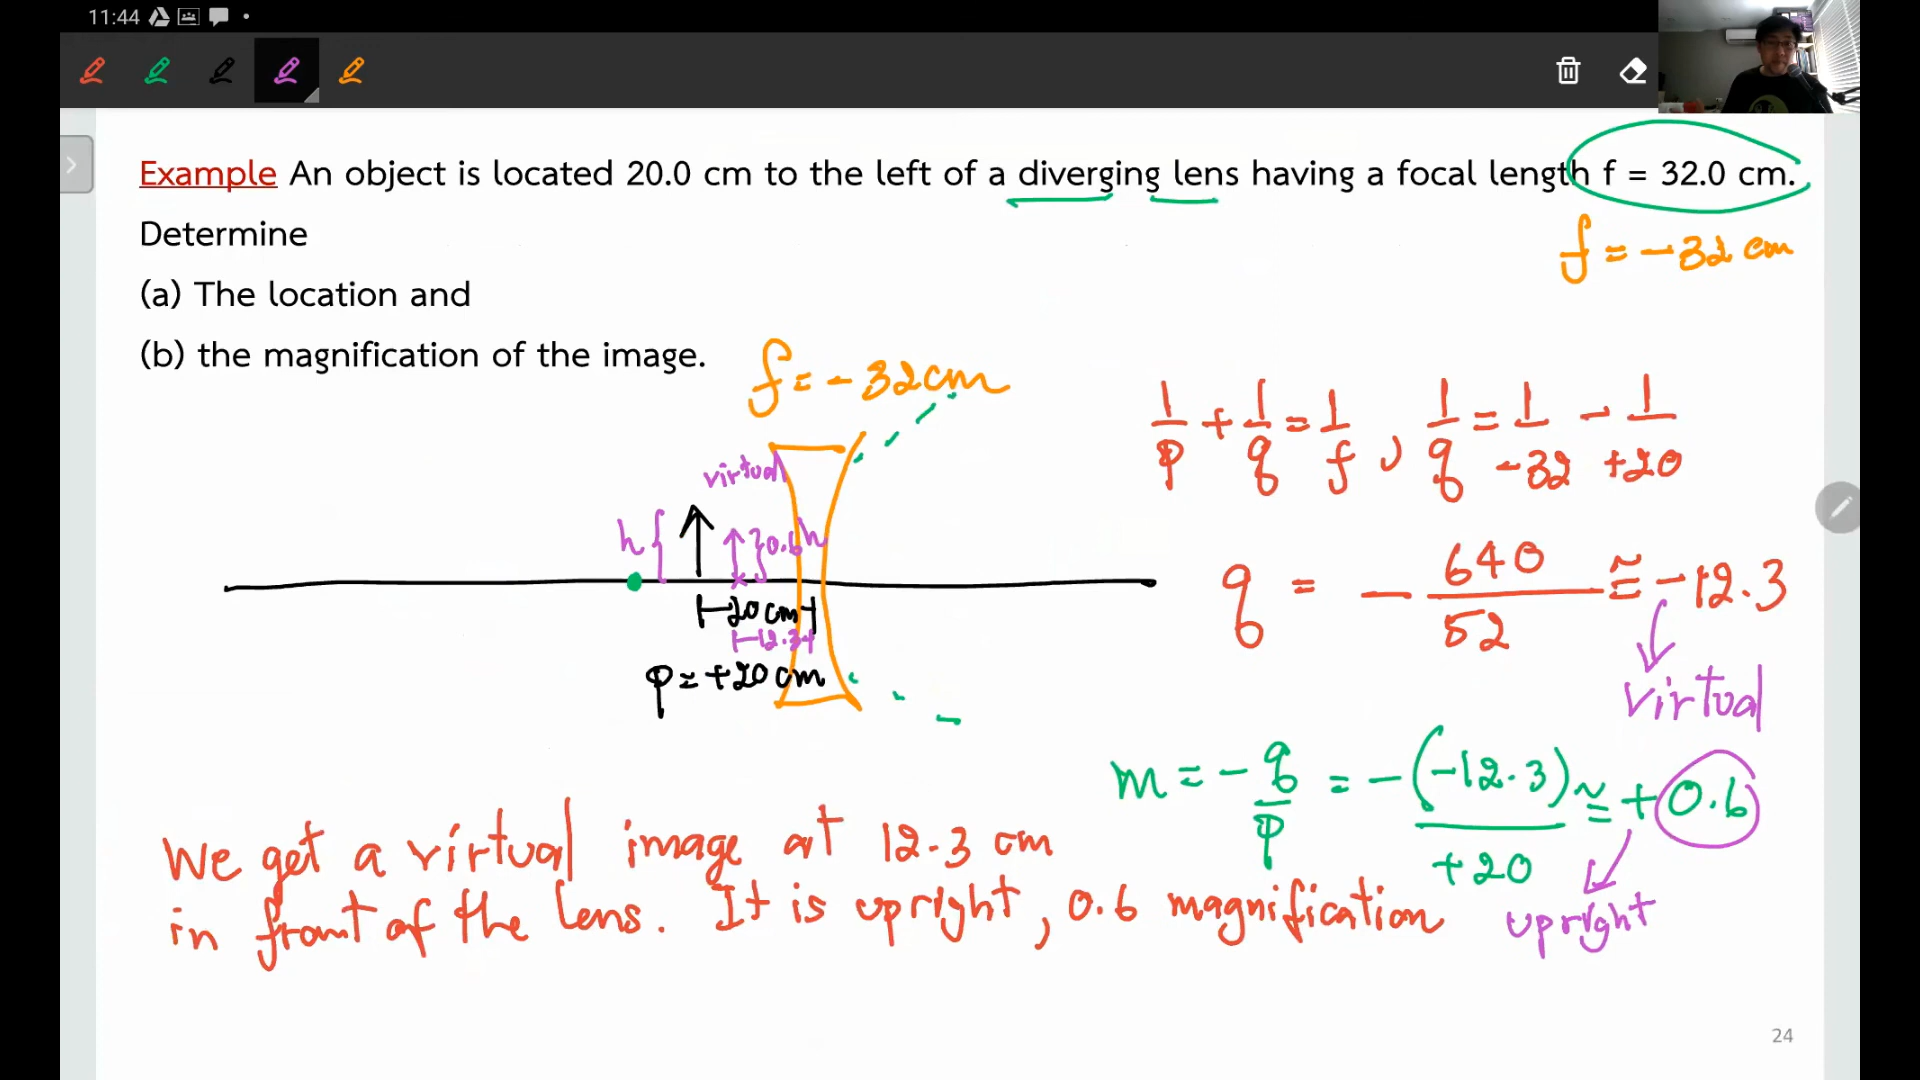 11:44
Example An object is located 20.0 cm to the left of a diverging lens having a focal length f = 32.0 cm.
f = -32 cm
Determine
(a) The location and
(b) the magnification of the image.
f = -32cm
1/p + 1/q = 1/f , 1/q = 1/-32 - 1/+20
virtual
h { } 0.6h
20 cm
12.3
p = +20 cm
q = - 640/52 ≅ -12.3
virtual
m = - q/p = - (-12.3)/+20 ≅ + 0.6
upright
We get a virtual image at 12.3 cm
in front of the lens. It is upright, 0.6 magnification
24